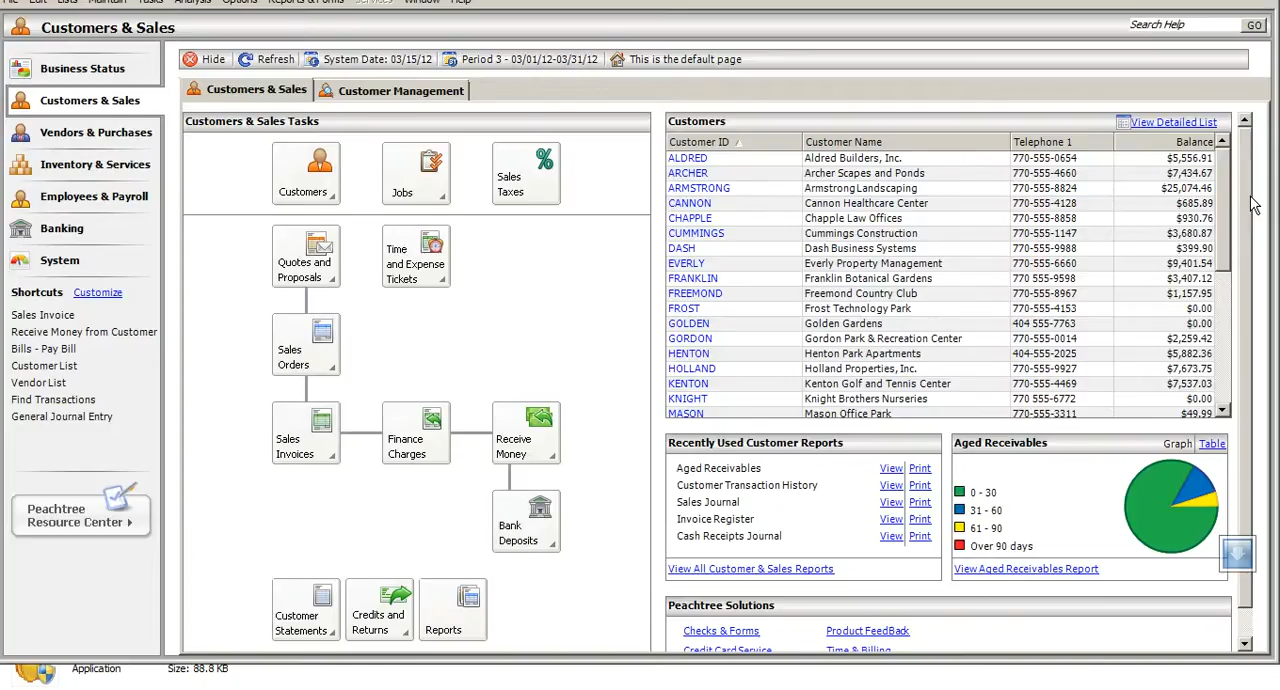 File Edit Lists Maintain Tasks Analysis Options Reports & Forms Services Window Help
Customers & Sales
Search Help
GO
Business Status
Customers & Sales
Vendors & Purchases
Inventory & Services
Employees & Payroll
Banking
System
Shortcuts Customize
Sales Invoice
Receive Money from Customer
Bills - Pay Bill
Customer List
Vendor List
Find Transactions
General Journal Entry
Peachtree
Resource Center
Hide Refresh System Date: 03/15/12 Period 3 - 03/01/12-03/31/12 This is the default page
Customers & Sales Customer Management
Customers & Sales Tasks
Customers
Jobs
Sales
Taxes
Quotes and
Proposals
Time
and Expense
Tickets
Sales
Orders
Sales
Invoices
Finance
Charges
Receive
Money
Bank
Deposits
Customer
Statements
Credits and
Returns
Reports
Customers View Detailed List
Customer ID Customer Name Telephone 1 Balance
ALDRED Aldred Builders, Inc. 770-555-0654 $5,556.91
ARCHER Archer Scapes and Ponds 770-555-4660 $7,434.67
ARMSTRONG Armstrong Landscaping 770-555-8824 $25,074.46
CANNON Cannon Healthcare Center 770-555-4128 $685.89
CHAPPLE Chapple Law Offices 770-555-8858 $930.76
CUMMINGS Cummings Construction 770-555-1147 $3,680.87
DASH Dash Business Systems 770-555-9988 $399.90
EVERLY Everly Property Management 770-555-6660 $9,401.54
FRANKLIN Franklin Botanical Gardens 770 555-9598 $3,407.12
FREEMOND Freemond Country Club 770-555-8967 $1,157.95
FROST Frost Technology Park 770-555-4153 $0.00
GOLDEN Golden Gardens 404 555-7763 $0.00
GORDON Gordon Park & Recreation Center 770-555-0014 $2,259.42
HENTON Henton Park Apartments 404-555-2025 $5,882.36
HOLLAND Holland Properties, Inc. 770-555-9927 $7,673.75
KENTON Kenton Golf and Tennis Center 770-555-4469 $7,537.03
KNIGHT Knight Brothers Nurseries 770 555-6772 $0.00
MASON Mason Office Park 770-555-3311 $49.99
Recently Used Customer Reports
Aged Receivables View Print
Customer Transaction History View Print
Sales Journal View Print
Invoice Register View Print
Cash Receipts Journal View Print
View All Customer & Sales Reports
Aged Receivables Graph Table
0 - 30
31 - 60
61 - 90
Over 90 days
View Aged Receivables Report
Peachtree Solutions
Checks & Forms Product FeedBack
Credit Card Service Time & Billing
Application Size: 88.8 KB